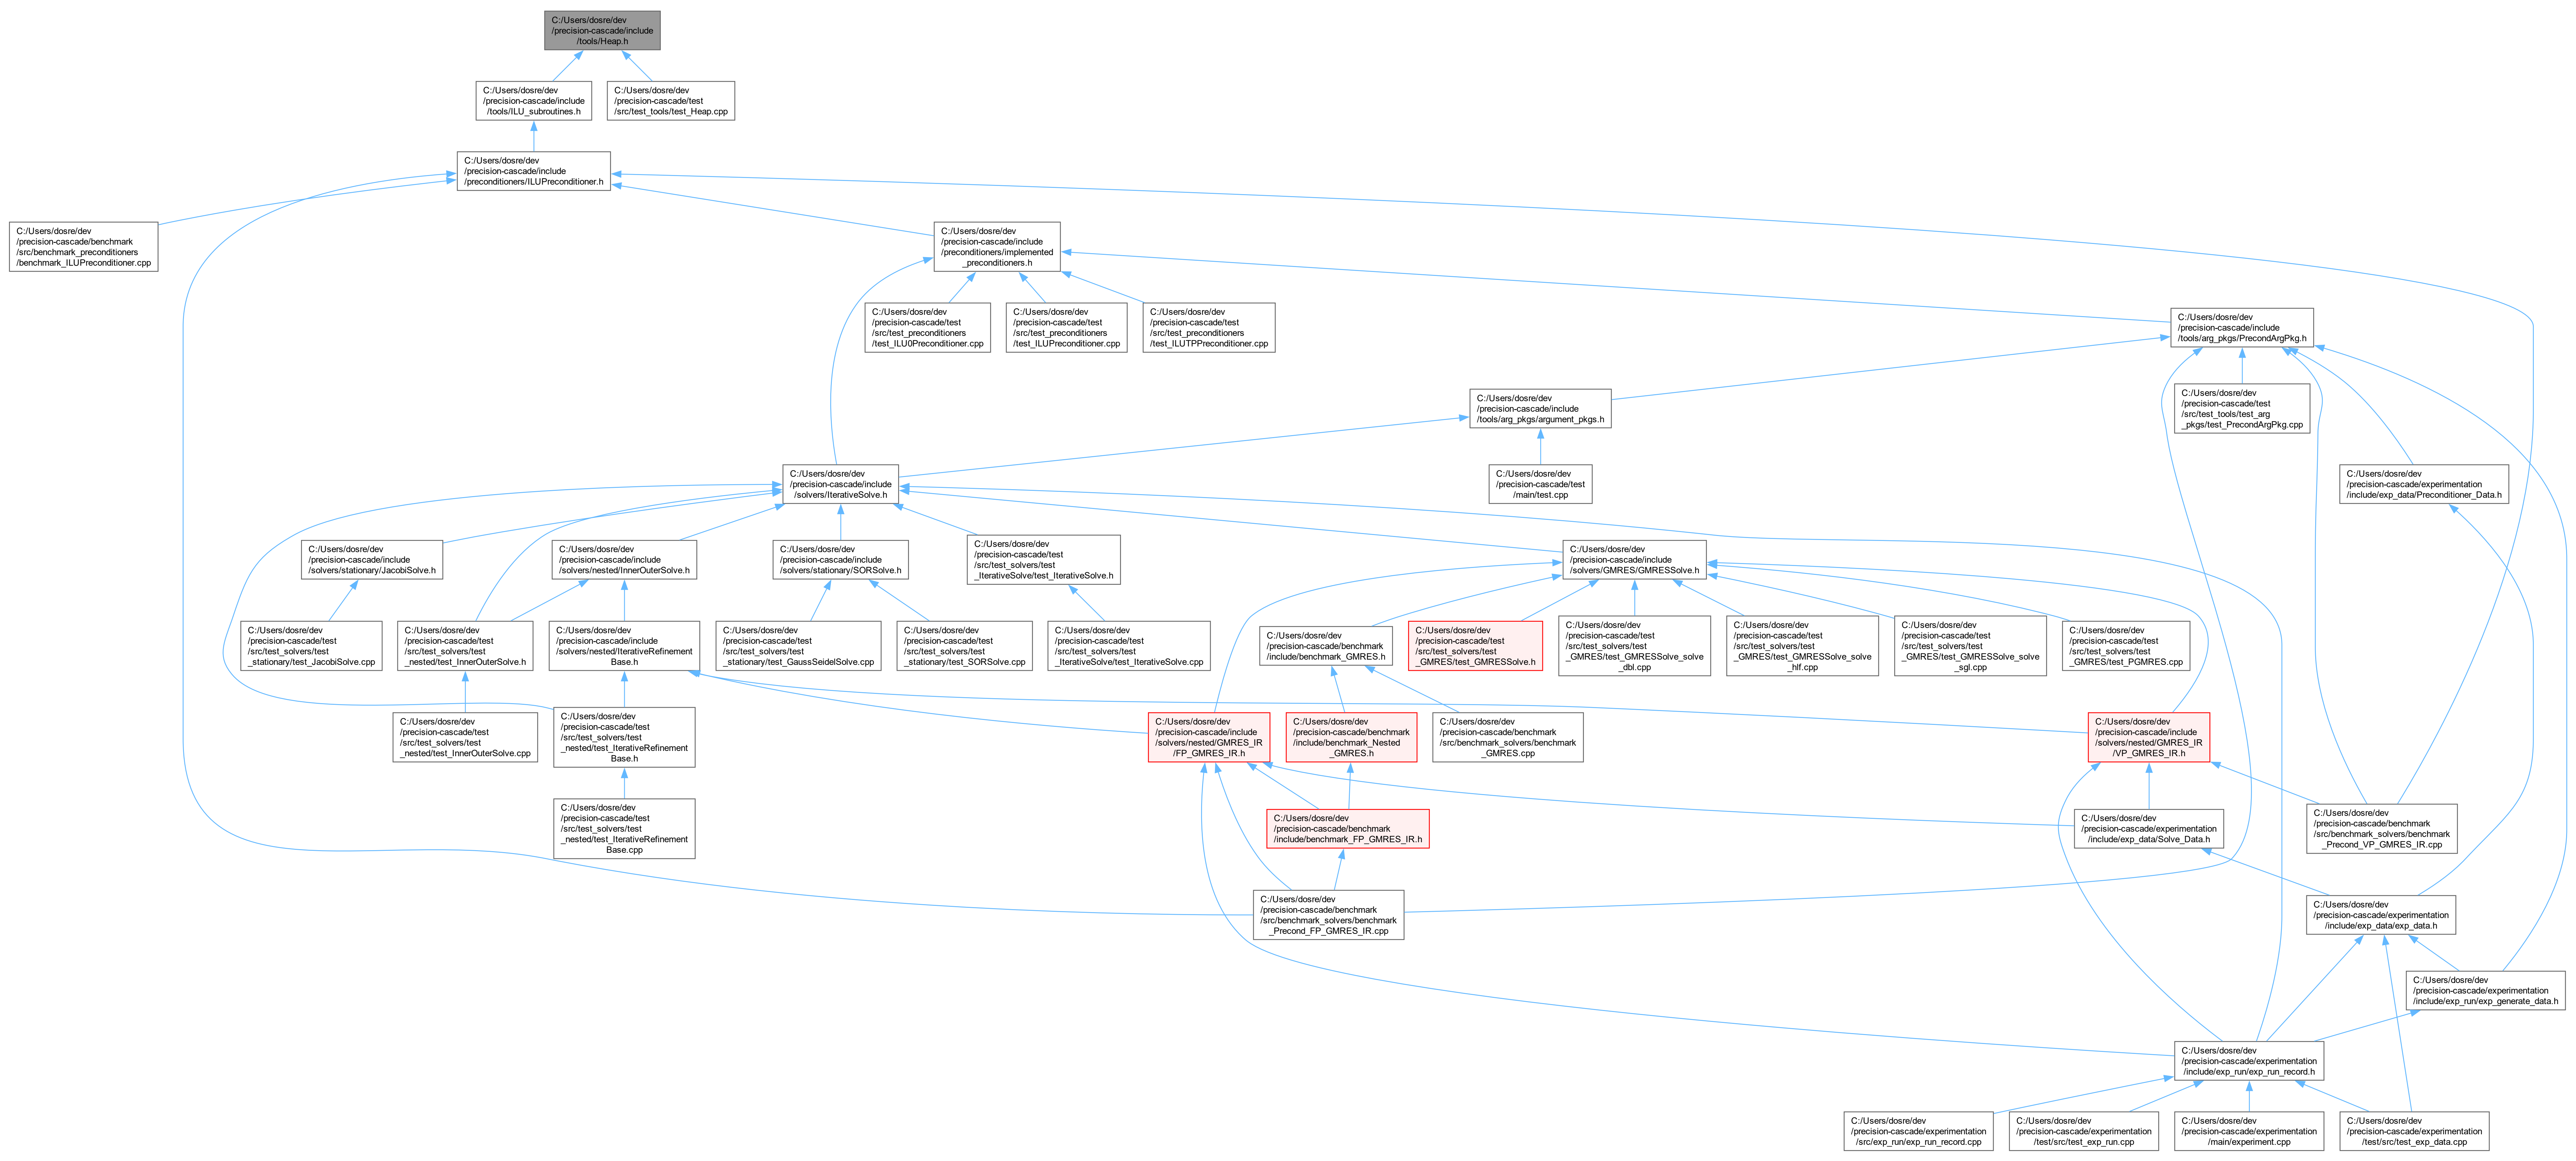 C:/Users/dosre/dev
/precision-cascade/include
/tools/Heap.h
C:/Users/dosre/dev
/precision-cascade/include
/tools/ILU_subroutines.h
C:/Users/dosre/dev
/precision-cascade/test
/src/test_tools/test_Heap.cpp
C:/Users/dosre/dev
/precision-cascade/include
/preconditioners/ILUPreconditioner.h
C:/Users/dosre/dev
/precision-cascade/benchmark
/src/benchmark_preconditioners
/benchmark_ILUPreconditioner.cpp
C:/Users/dosre/dev
/precision-cascade/include
/preconditioners/implemented
_preconditioners.h
C:/Users/dosre/dev
/precision-cascade/test
/src/test_preconditioners
/test_ILU0Preconditioner.cpp
C:/Users/dosre/dev
/precision-cascade/test
/src/test_preconditioners
/test_ILUPreconditioner.cpp
C:/Users/dosre/dev
/precision-cascade/test
/src/test_preconditioners
/test_ILUTPPreconditioner.cpp
C:/Users/dosre/dev
/precision-cascade/include
/tools/arg_pkgs/PrecondArgPkg.h
C:/Users/dosre/dev
/precision-cascade/include
/tools/arg_pkgs/argument_pkgs.h
C:/Users/dosre/dev
/precision-cascade/test
/src/test_tools/test_arg
_pkgs/test_PrecondArgPkg.cpp
C:/Users/dosre/dev
/precision-cascade/include
/solvers/IterativeSolve.h
C:/Users/dosre/dev
/precision-cascade/test
/main/test.cpp
C:/Users/dosre/dev
/precision-cascade/experimentation
/include/exp_data/Preconditioner_Data.h
C:/Users/dosre/dev
/precision-cascade/include
/solvers/stationary/JacobiSolve.h
C:/Users/dosre/dev
/precision-cascade/include
/solvers/nested/InnerOuterSolve.h
C:/Users/dosre/dev
/precision-cascade/include
/solvers/stationary/SORSolve.h
C:/Users/dosre/dev
/precision-cascade/test
/src/test_solvers/test
_IterativeSolve/test_IterativeSolve.h
C:/Users/dosre/dev
/precision-cascade/include
/solvers/GMRES/GMRESSolve.h
C:/Users/dosre/dev
/precision-cascade/test
/src/test_solvers/test
_stationary/test_JacobiSolve.cpp
C:/Users/dosre/dev
/precision-cascade/test
/src/test_solvers/test
_nested/test_InnerOuterSolve.h
C:/Users/dosre/dev
/precision-cascade/include
/solvers/nested/IterativeRefinement
Base.h
C:/Users/dosre/dev
/precision-cascade/test
/src/test_solvers/test
_stationary/test_GaussSeidelSolve.cpp
C:/Users/dosre/dev
/precision-cascade/test
/src/test_solvers/test
_stationary/test_SORSolve.cpp
C:/Users/dosre/dev
/precision-cascade/test
/src/test_solvers/test
_IterativeSolve/test_IterativeSolve.cpp
C:/Users/dosre/dev
/precision-cascade/benchmark
/include/benchmark_GMRES.h
C:/Users/dosre/dev
/precision-cascade/test
/src/test_solvers/test
_GMRES/test_GMRESSolve.h
C:/Users/dosre/dev
/precision-cascade/test
/src/test_solvers/test
_GMRES/test_GMRESSolve_solve
_dbl.cpp
C:/Users/dosre/dev
/precision-cascade/test
/src/test_solvers/test
_GMRES/test_GMRESSolve_solve
_hlf.cpp
C:/Users/dosre/dev
/precision-cascade/test
/src/test_solvers/test
_GMRES/test_GMRESSolve_solve
_sgl.cpp
C:/Users/dosre/dev
/precision-cascade/test
/src/test_solvers/test
_GMRES/test_PGMRES.cpp
C:/Users/dosre/dev
/precision-cascade/test
/src/test_solvers/test
_nested/test_InnerOuterSolve.cpp
C:/Users/dosre/dev
/precision-cascade/test
/src/test_solvers/test
_nested/test_IterativeRefinement
Base.h
C:/Users/dosre/dev
/precision-cascade/include
/solvers/nested/GMRES_IR
/FP_GMRES_IR.h
C:/Users/dosre/dev
/precision-cascade/benchmark
/include/benchmark_Nested
_GMRES.h
C:/Users/dosre/dev
/precision-cascade/benchmark
/src/benchmark_solvers/benchmark
_GMRES.cpp
C:/Users/dosre/dev
/precision-cascade/include
/solvers/nested/GMRES_IR
/VP_GMRES_IR.h
C:/Users/dosre/dev
/precision-cascade/test
/src/test_solvers/test
_nested/test_IterativeRefinement
Base.cpp
C:/Users/dosre/dev
/precision-cascade/benchmark
/include/benchmark_FP_GMRES_IR.h
C:/Users/dosre/dev
/precision-cascade/experimentation
/include/exp_data/Solve_Data.h
C:/Users/dosre/dev
/precision-cascade/benchmark
/src/benchmark_solvers/benchmark
_Precond_VP_GMRES_IR.cpp
C:/Users/dosre/dev
/precision-cascade/benchmark
/src/benchmark_solvers/benchmark
_Precond_FP_GMRES_IR.cpp
C:/Users/dosre/dev
/precision-cascade/experimentation
/include/exp_data/exp_data.h
C:/Users/dosre/dev
/precision-cascade/experimentation
/include/exp_run/exp_generate_data.h
C:/Users/dosre/dev
/precision-cascade/experimentation
/include/exp_run/exp_run_record.h
C:/Users/dosre/dev
/precision-cascade/experimentation
/src/exp_run/exp_run_record.cpp
C:/Users/dosre/dev
/precision-cascade/experimentation
/test/src/test_exp_run.cpp
C:/Users/dosre/dev
/precision-cascade/experimentation
/main/experiment.cpp
C:/Users/dosre/dev
/precision-cascade/experimentation
/test/src/test_exp_data.cpp